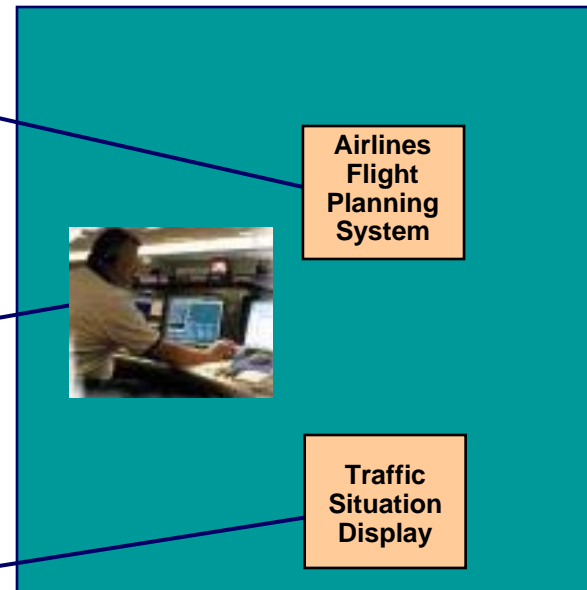 Airlines
Flight
Planning
System
Traffic
Situation
Display